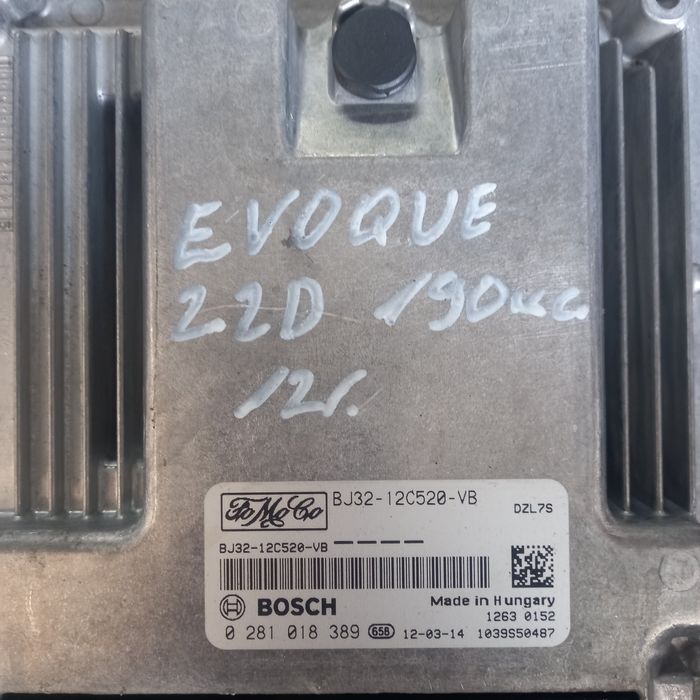 EVOQUE
2.2D 190кс
12г.
FoMoCo BJ32-12C520-VB DZL7S
BJ32-12C520-VB ————
BOSCH Made in Hungary
1263 0152
0 281 018 389 658 12-03-14 1039S50487